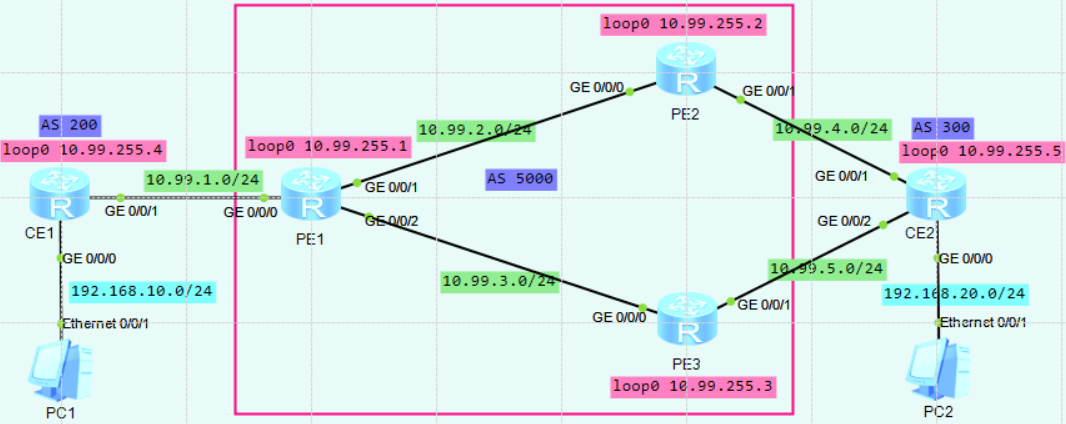 loop0 10.99.255.2
R
GE 0/0/0
GE 0/0/1
PE2
AS 200
loop0 10.99.255.4
loop0 10.99.255.1
10.99.2.0/24
10.99.4.0/24
AS 300
loop0 10.99.255.5
10.99.1.0/24
AS 5000
R
GE 0/0/1
GE 0/0/0
R
GE 0/0/1
GE 0/0/2
GE 0/0/1
R
GE 0/0/2
CE1
PE1
CE2
GE 0/0/0
GE 0/0/0
192.168.10.0/24
10.99.3.0/24
10.99.5.0/24
192.168.20.0/24
Ethernet 0/0/1
GE 0/0/0
R
GE 0/0/1
Ethernet 0/0/1
PE3
loop0 10.99.255.3
PC1
PC2